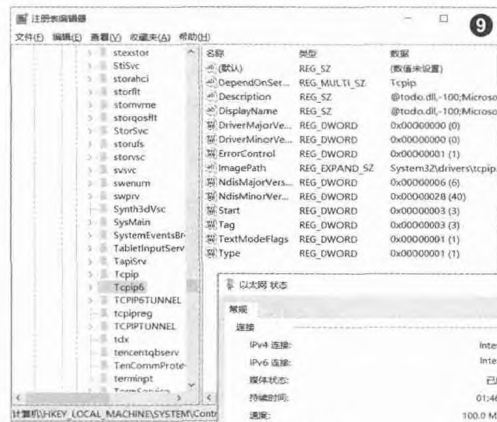 注册表编辑器
9
文件(F) 编辑(E) 查看(V) 收藏夹(A) 帮助(H)
stexstor
StiSvc
storahci
storflt
stornvme
storqosflt
StorSvc
storufs
storvsc
svsvc
swenum
swprv
Synth3dVsc
SysMain
SystemEventsBr
TabletInputServ
TapiSrv
Tcpip
Tcpip6
TCPIP6TUNNEL
tcpipreg
TCPIPTUNNEL
tdx
tencentqbserv
TenCommProte
terminpt
TermService
名称 类型 数据
(默认) REG_SZ (数值未设置)
DependOnSer... REG_MULTI_SZ Tcpip
Description REG_SZ @todo.dll,-100;Microso
DisplayName REG_SZ @todo.dll,-100;Microso
DriverMajorVe... REG_DWORD 0x00000000 (0)
DriverMinorVe... REG_DWORD 0x00000000 (0)
ErrorControl REG_DWORD 0x00000001 (1)
ImagePath REG_EXPAND_SZ System32\drivers\tcpip.
NdisMajorVers... REG_DWORD 0x00000006 (6)
NdisMinorVer... REG_DWORD 0x00000028 (40)
Start REG_DWORD 0x00000003 (3)
Tag REG_DWORD 0x00000003 (3)
TextModeFlags REG_DWORD 0x00000001 (1)
Type REG_DWORD 0x00000001 (1)
以太网 状态
常规
连接
IPv4 连接: Inte
IPv6 连接: Inte
媒体状态: 已
持续时间: 01:46
速度: 100.0 M
计算机\HKEY_LOCAL_MACHINE\SYSTEM\Contr